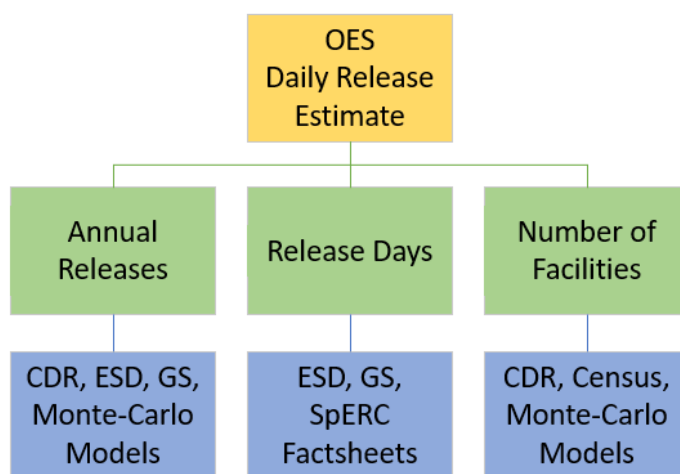 OES
Daily Release
Estimate
Annual
Releases
Release Days
Number of
Facilities
CDR, ESD, GS,
Monte-Carlo
Models
ESD, GS,
SpERC
Factsheets
CDR, Census,
Monte-Carlo
Models